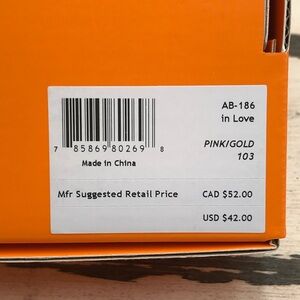 AB-186
in Love
7 85869 80269 8
PINK/GOLD
103
Made in China
Mfr Suggested Retail Price CAD $52.00
USD $42.00